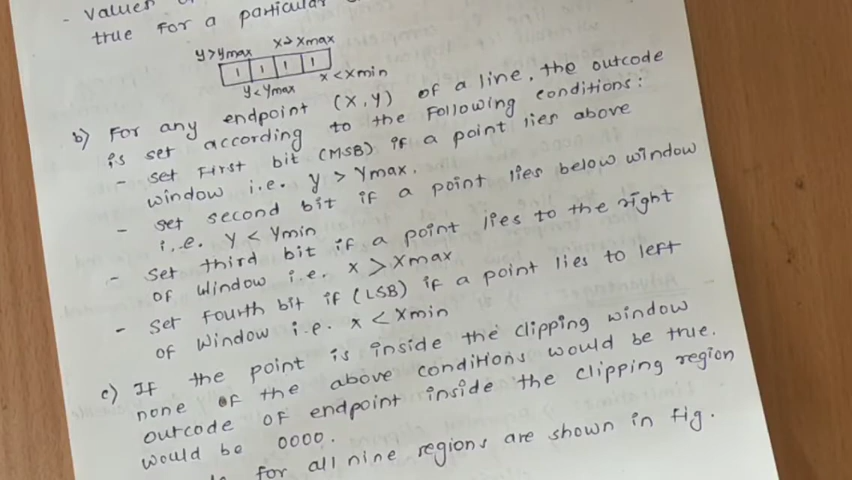 - Values
true for a particular
y>ymax x>xmax
1 1 1 1
y<ymax x<xmin
b) For any endpoint (x,y) of a line, the outcode
is set according to the following conditions:
- set first bit (MSB) if a point lies above
window i.e. y > ymax.
- set second bit if a point lies below window
i.e. y < ymin
- set third bit if a point lies to the right
of window i.e. x > xmax
- set fourth bit if (LSB) if a point lies to left
of window i.e. x < xmin
c) If the point is inside the clipping window
none of the above conditions would be true.
outcode of endpoint inside the clipping region
would be 0000.
for all nine regions are shown in fig.